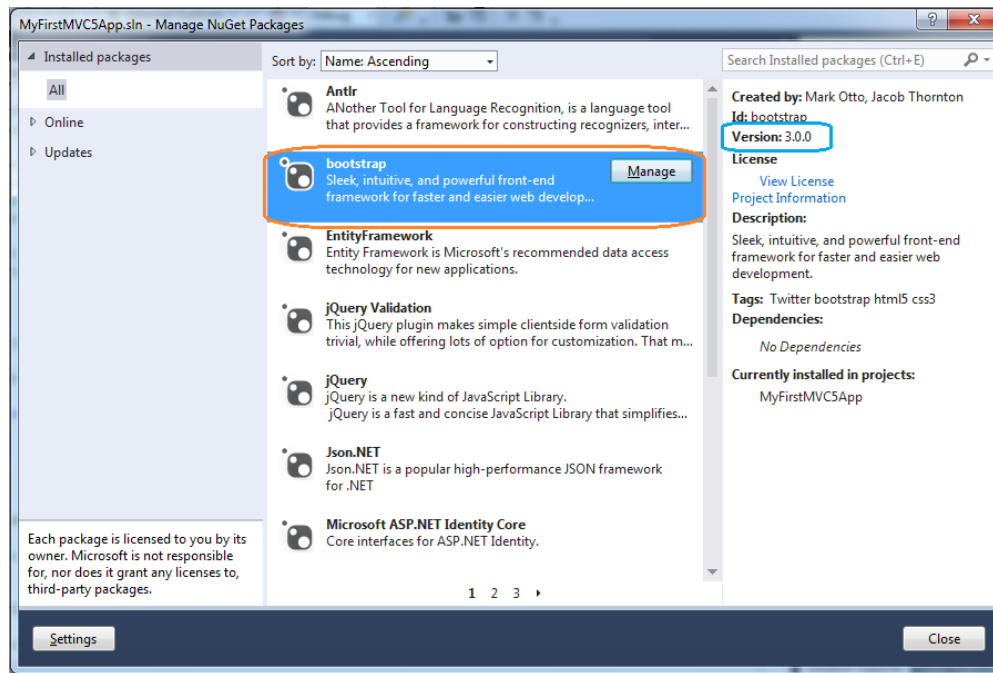 MyFirstMVC5App.sln - Manage NuGet Packages
Installed packages
All
Online
Updates
Each package is licensed to you by its
owner. Microsoft is not responsible
for, nor does it grant any licenses to,
third-party packages.
Sort by: Name: Ascending
Antlr
ANother Tool for Language Recognition, is a language tool
that provides a framework for constructing recognizers, inter...
bootstrap
Sleek, intuitive, and powerful front-end
framework for faster and easier web develop...
Manage
EntityFramework
Entity Framework is Microsoft's recommended data access
technology for new applications.
jQuery Validation
This jQuery plugin makes simple clientside form validation
trivial, while offering lots of option for customization. That m...
jQuery
jQuery is a new kind of JavaScript Library.
jQuery is a fast and concise JavaScript Library that simplifies...
Json.NET
Json.NET is a popular high-performance JSON framework
for .NET
Microsoft ASP.NET Identity Core
Core interfaces for ASP.NET Identity.
1 2 3
Search Installed packages (Ctrl+E)
Created by: Mark Otto, Jacob Thornton
Id: bootstrap
Version: 3.0.0
License
View License
Project Information
Description:
Sleek, intuitive, and powerful front-end
framework for faster and easier web
development.
Tags: Twitter bootstrap html5 css3
Dependencies:
No Dependencies
Currently installed in projects:
MyFirstMVC5App
Settings
Close